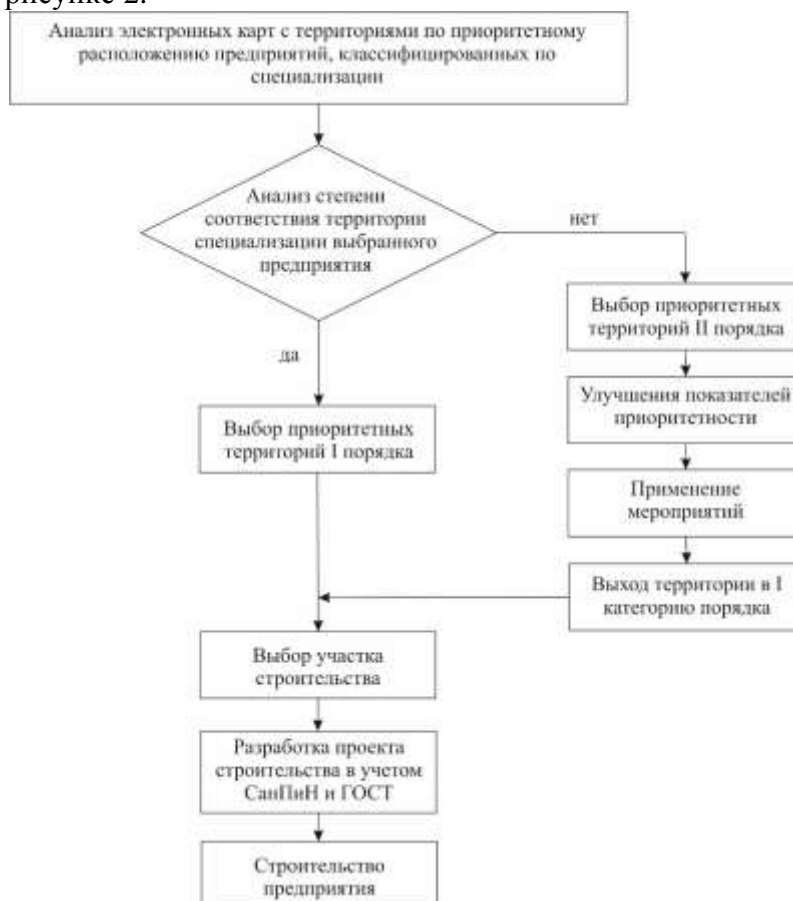 рисунке 2.
Анализ электронных карт с территориями по приоритетному
расположению предприятий, классифицированных по
специализации
Анализ степени
соответствия территории
специализации выбранного
предприятия
нет
Выбор приоритетных
территорий II порядка
да
Улучшения показателей
приоритетности
Выбор приоритетных
территорий I порядка
Применение
мероприятий
Выход территории в I
категорию порядка
Выбор участка
строительства
Разработка проекта
строительства в учетом
СанПиН и ГОСТ
Строительство
предприятия